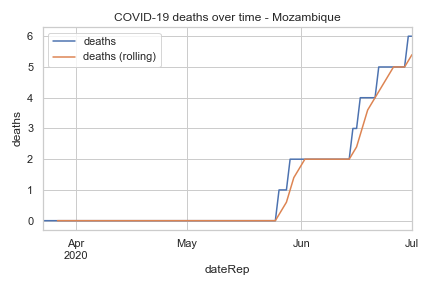 COVID-19 deaths over time - Mozambique
deaths
deaths (rolling)
deaths
6
5
4
3
2
1
0
Apr
2020
May
Jun
Jul
dateRep